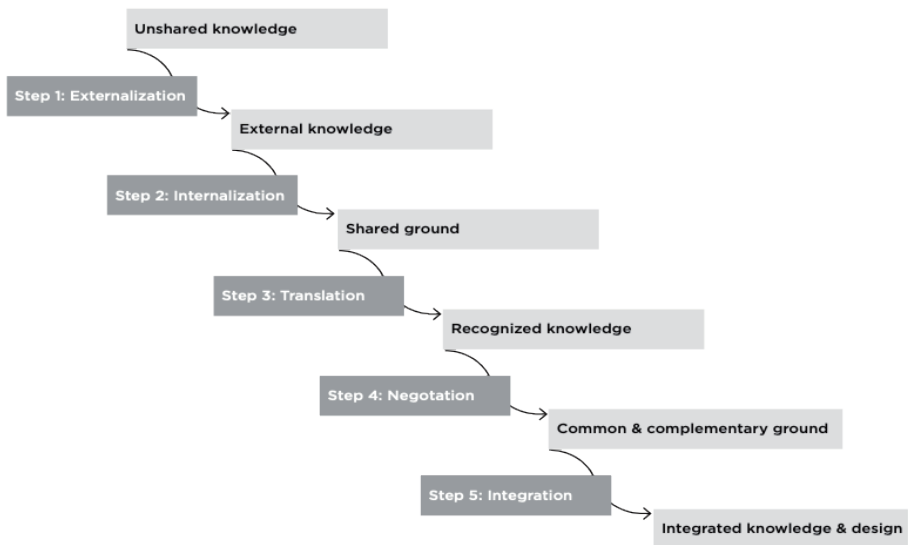 Unshared knowledge
Step 1: Externalization
External knowledge
Step 2: Internalization
Shared ground
Step 3: Translation
Recognized knowledge
Step 4: Negotation
Common & complementary ground
Step 5: Integration
Integrated knowledge & design